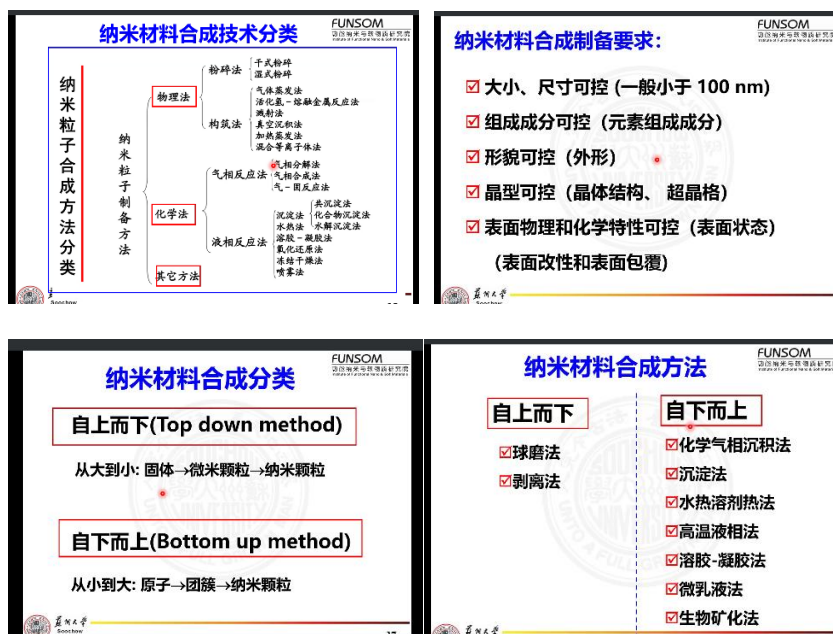 纳米材料合成技术分类
FUNSOM
纳米粒子合成方法分类
纳米粒子制备方法
物理法
粉碎法
干式粉碎
湿式粉碎
构筑法
气体蒸发法
活化氢-熔融金属反应法
溅射法
真空沉积法
加热蒸发法
混合等离子体法
化学法
气相反应法
气相分解法
气相合成法
气-固反应法
液相反应法
沉淀法
共沉淀法
化合物沉淀法
水解沉淀法
水热法
溶胶-凝胶法
氧化还原法
冻结干燥法
喷雾法
其它方法
Soochow
纳米材料合成制备要求：
FUNSOM
大小、尺寸可控 (一般小于 100 nm)
组成成分可控（元素组成成分）
形貌可控（外形）
晶型可控（晶体结构、 超晶格）
表面物理和化学特性可控（表面状态）
（表面改性和表面包覆）
苏州大学
Soochow
纳米材料合成分类
FUNSOM
自上而下(Top down method)
从大到小: 固体→微米颗粒→纳米颗粒
自下而上(Bottom up method)
从小到大: 原子→团簇→纳米颗粒
苏州大学
Soochow
纳米材料合成方法
FUNSOM
自上而下
球磨法
剥离法
自下而上
化学气相沉积法
沉淀法
水热溶剂热法
高温液相法
溶胶-凝胶法
微乳液法
生物矿化法
苏州大学